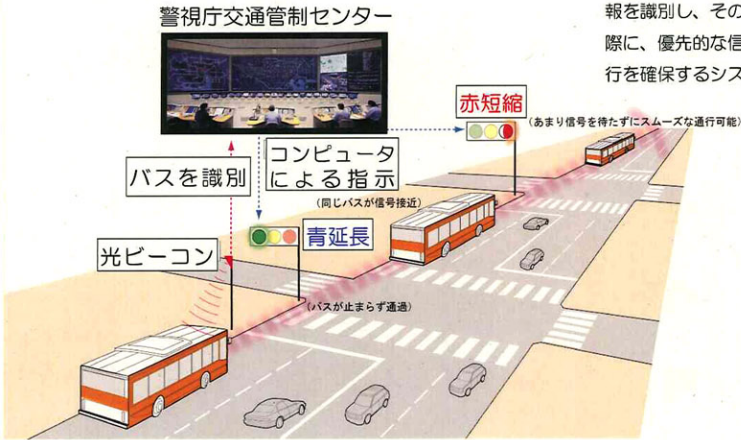 警視庁交通管制センター
報を識別し、その
際に、優先的な信
行を確保するシス
赤短縮
(あまり信号を待たずにスムーズな通行可能)
バスを識別
コンピュータ
による指示
(同じバスが信号接近)
青延長
光ビーコン
(バスが止まらず通過)